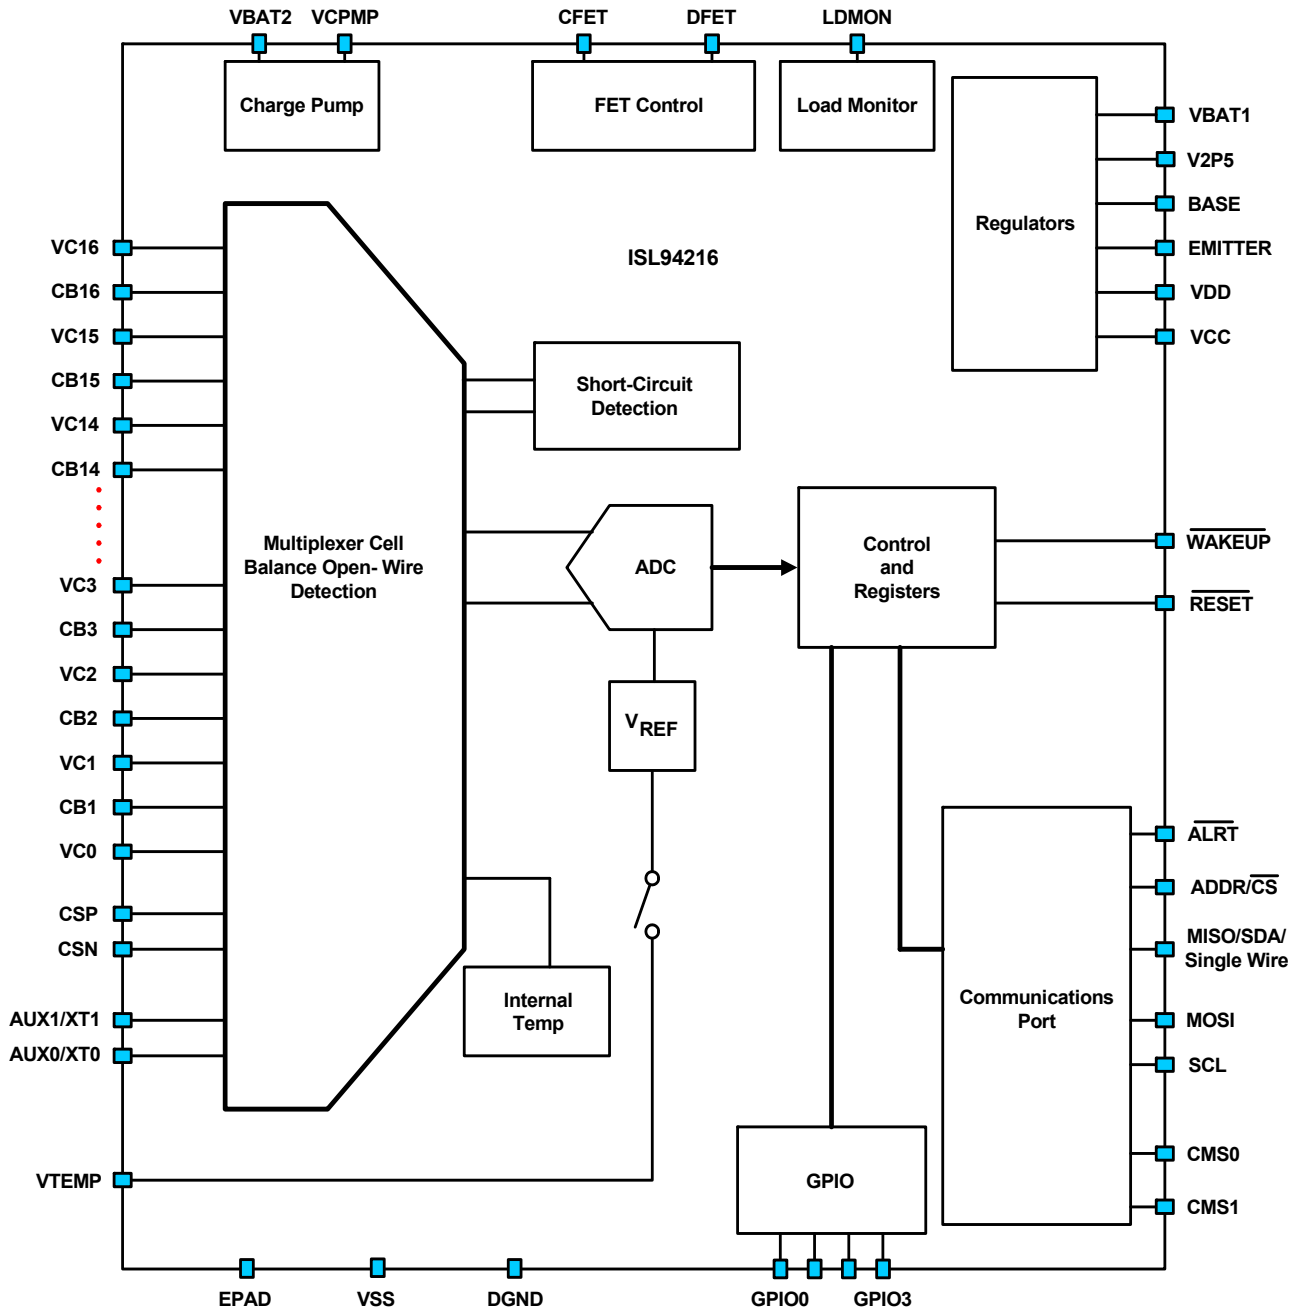 VBAT2
VCPMP
CFET
DFET
LDMON
Charge Pump
FET Control
Load Monitor
Regulators
VBAT1
V2P5
BASE
EMITTER
VDD
VCC
ISL94216
VC16
CB16
VC15
CB15
VC14
CB14
VC3
CB3
VC2
CB2
VC1
CB1
VC0
CSP
CSN
AUX1/XT1
AUX0/XT0
VTEMP
Multiplexer Cell
Balance Open- Wire
Detection
Short-Circuit
Detection
ADC
VREF
Internal
Temp
Control
and
Registers
WAKEUP
RESET
Communications
Port
ALRT
ADDR/CS
MISO/SDA/
Single Wire
MOSI
SCL
CMS0
CMS1
GPIO
EPAD
VSS
DGND
GPIO0
GPIO3